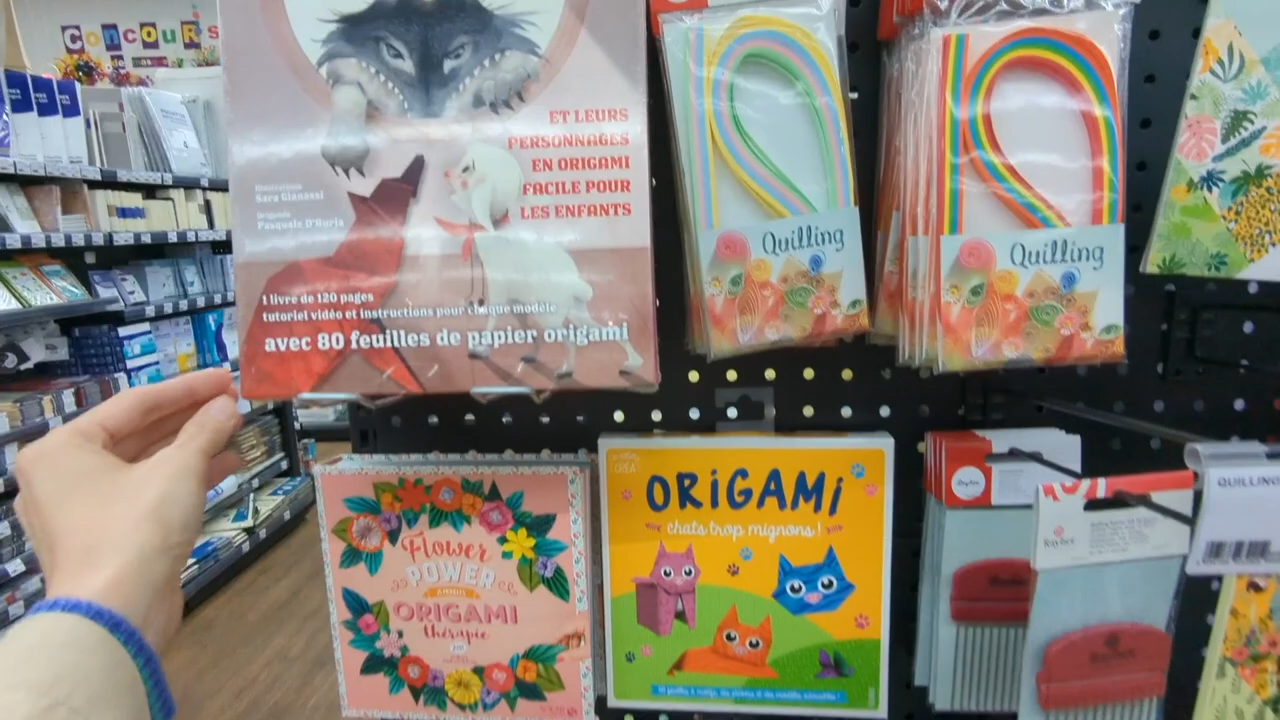 CONCOURS
ET LEURS
PERSONNAGES
EN ORIGAMI
FACILE POUR
LES ENFANTS
Illustrations
Sara Gianassi
Origamis
Pasquale D'Auria
1 livre de 120 pages
tutoriel vidéo et instructions pour chaque modèle
avec 80 feuilles de papier origami
Quilling
Quilling
Flower
POWER
ORIGAMI
thérapie
ORiGAMi
chats trop mignons !
QUILLING